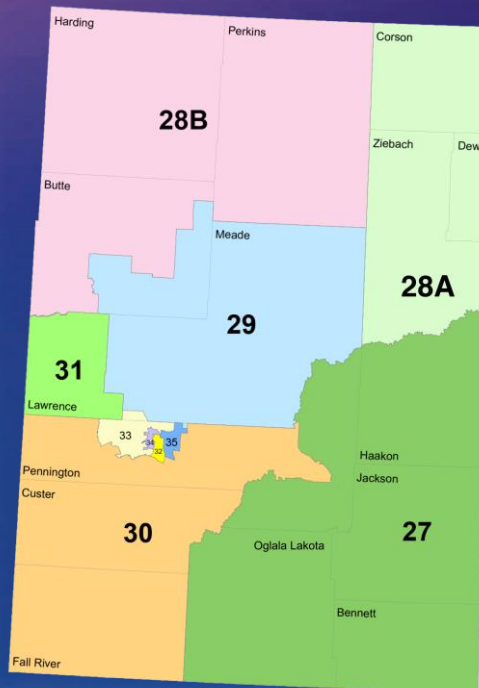 Harding
Perkins
Corson
28B
Ziebach
Dew
Butte
Meade
28A
29
31
Lawrence
33
34
35
32
Haakon
Pennington
Jackson
Custer
30
27
Oglala Lakota
Bennett
Fall River